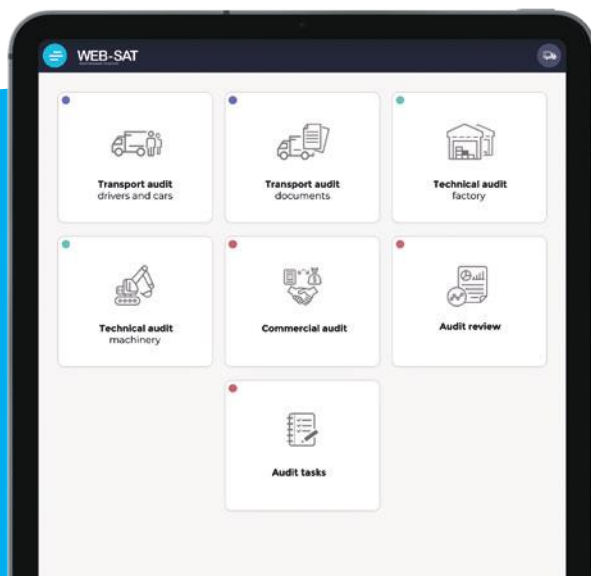 WEB-SAT
Transport audit
drivers and cars
Transport audit
documents
Technical audit
factory
Technical audit
machinery
Commercial audit
Audit review
Audit tasks